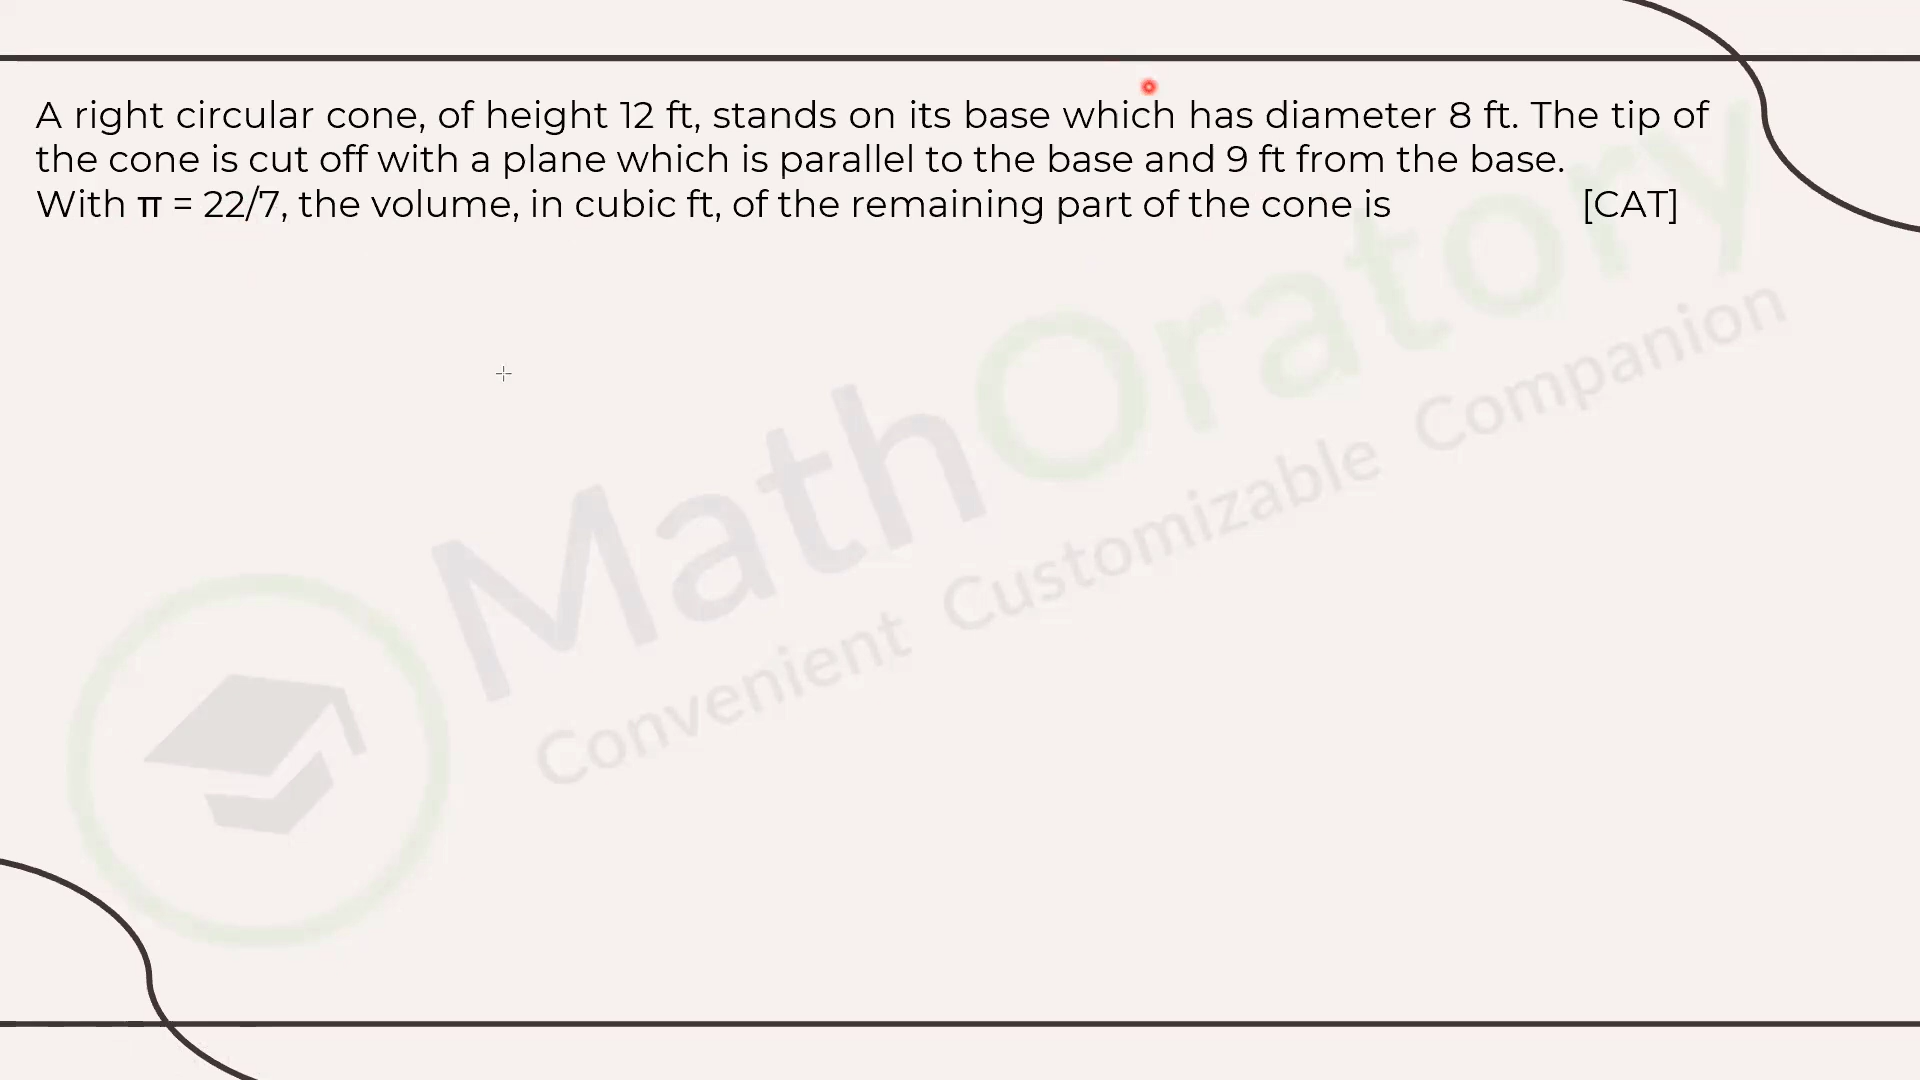 A right circular cone, of height 12 ft, stands on its base which has diameter 8 ft. The tip of
the cone is cut off with a plane which is parallel to the base and 9 ft from the base.
With π = 22/7, the volume, in cubic ft, of the remaining part of the cone is [CAT]
MathOratory
Convenient Customizable Companion